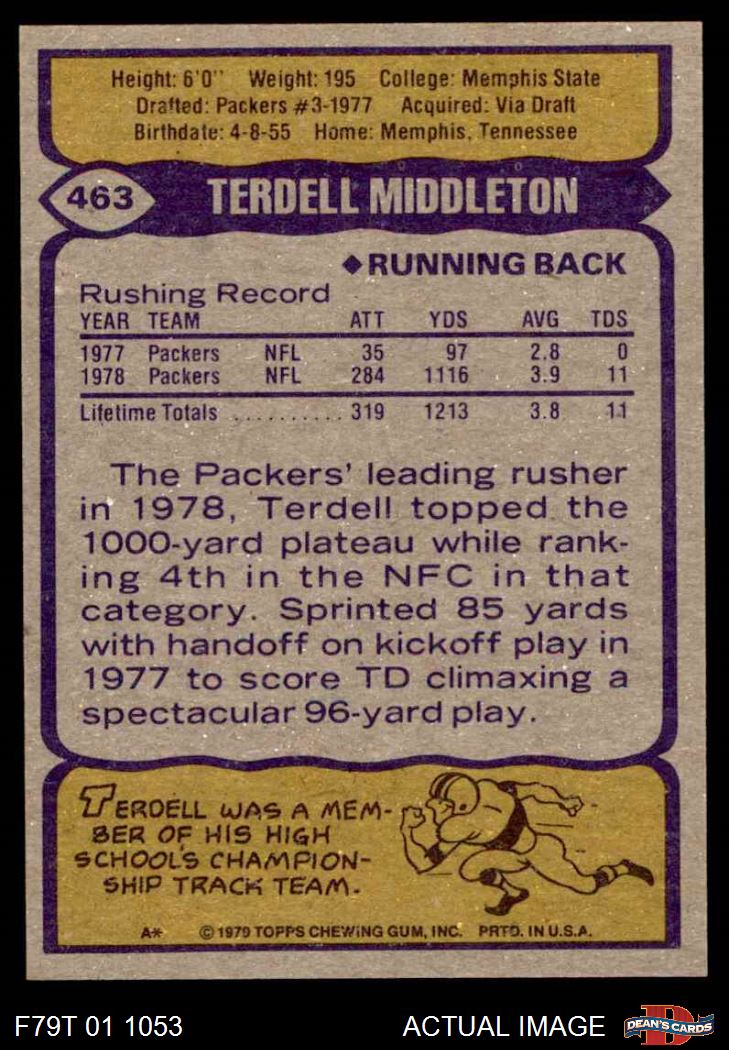 Height: 6'0" Weight: 195 College: Memphis State
Drafted: Packers #3-1977 Acquired: Via Draft
Birthdate: 4-8-55 Home: Memphis, Tennessee
463 TERDELL MIDDLETON
◆RUNNING BACK
Rushing Record
YEAR TEAM ATT YDS AVG TDS
1977 Packers NFL 35 97 2.8 0
1978 Packers NFL 284 1116 3.9 11
Lifetime Totals .......... 319 1213 3.8 11
The Packers' leading rusher
in 1978, Terdell topped the
1000-yard plateau while rank-
ing 4th in the NFC in that
category. Sprinted 85 yards
with handoff on kickoff play in
1977 to score TD climaxing a
spectacular 96-yard play.
TERDELL WAS A MEM-
BER OF HIS HIGH
SCHOOL'S CHAMPION-
SHIP TRACK TEAM.
A* © 1979 TOPPS CHEWING GUM, INC. PRTD. IN U.S.A.
F79T 01 1053 ACTUAL IMAGE DEAN'S CARDS